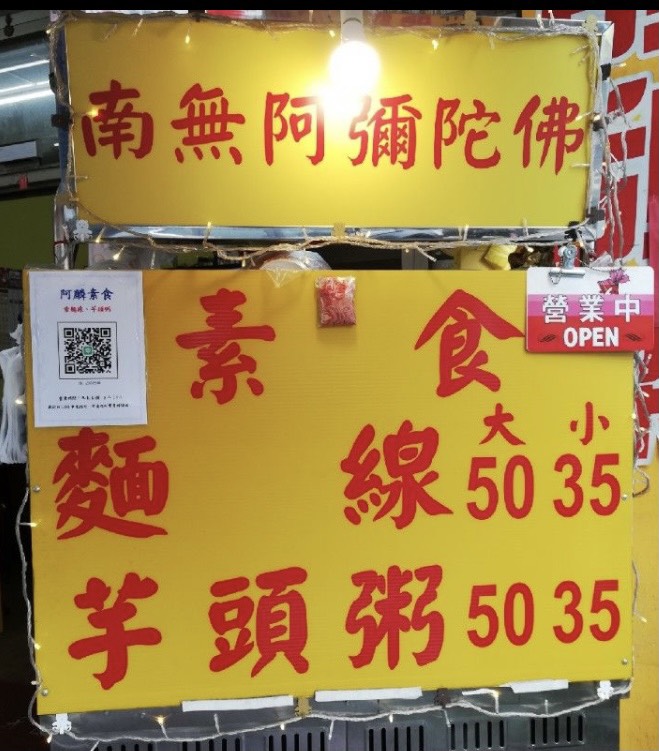 南無阿彌陀佛
阿麟素食
營業中
OPEN
素食
大 小
麵線 50 35
芋頭粥 50 35